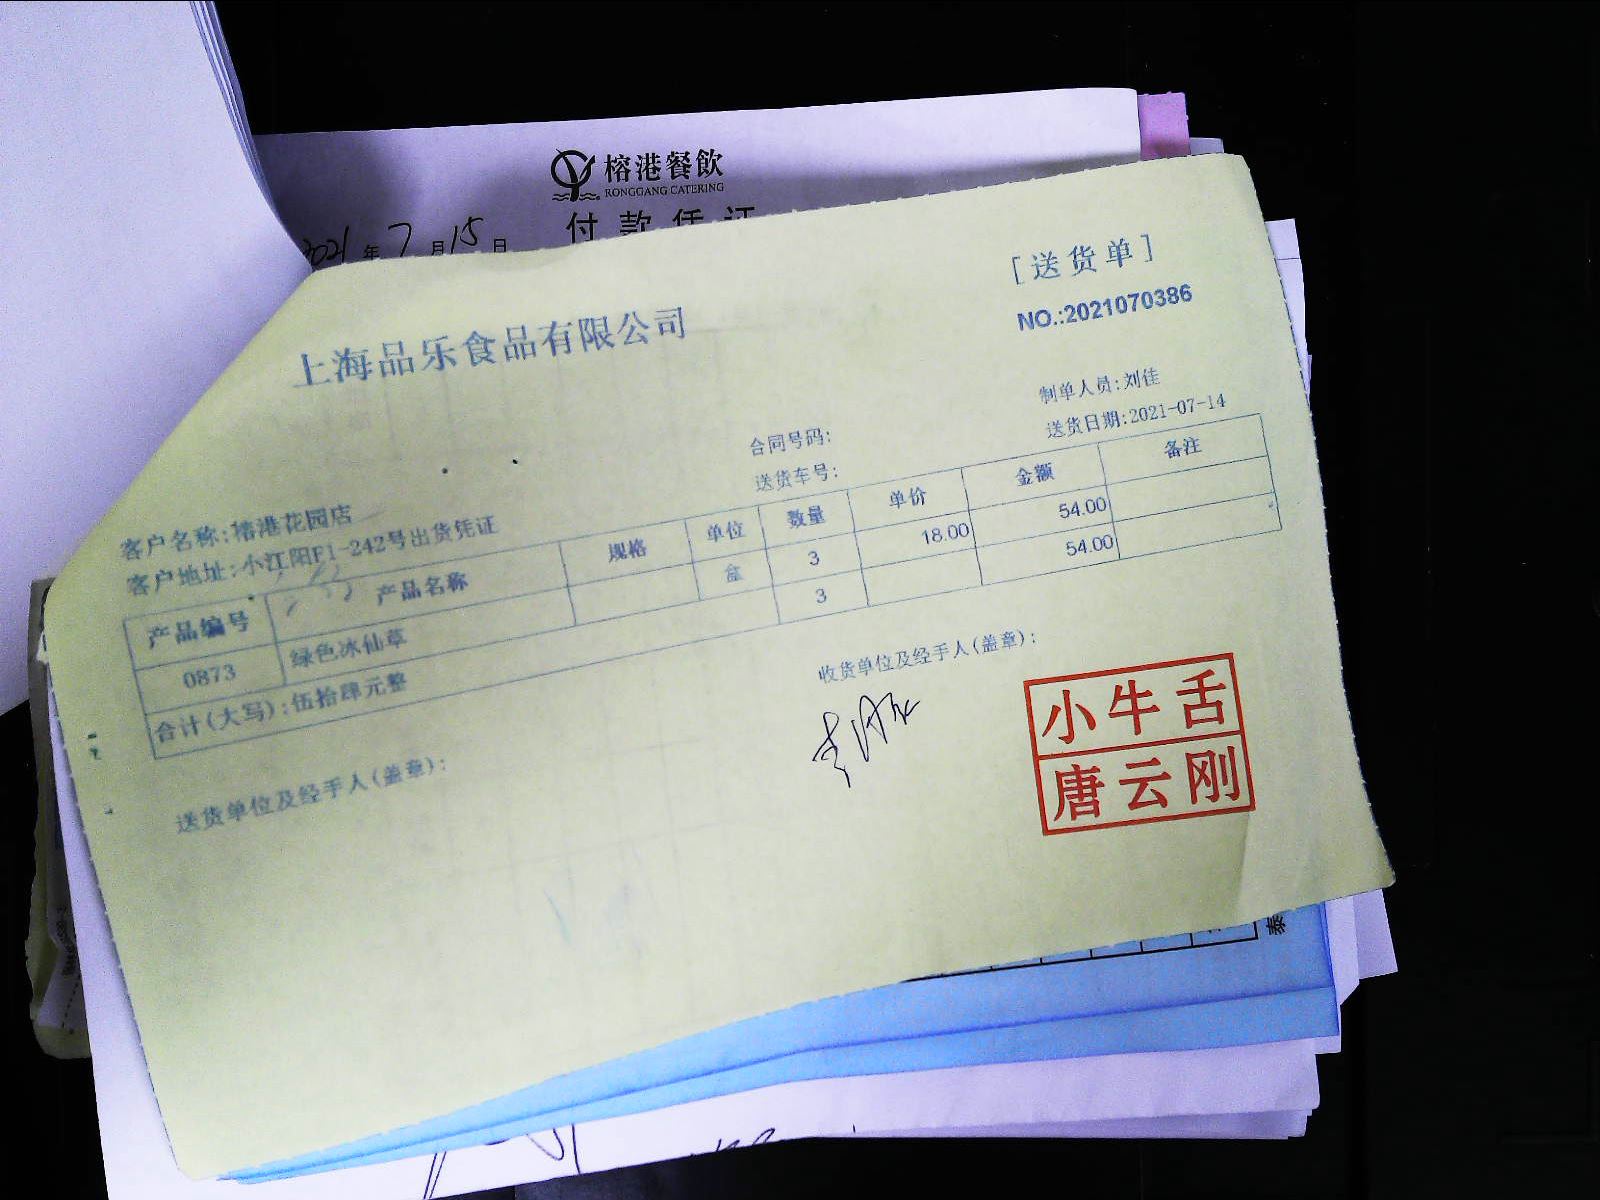 榕港餐飲
RONGGANG CATERING
付款凭证
2021年7月15日
[送货单]
NO.:2021070386
上海品乐食品有限公司
制单人员:刘佳
合同号码:
送货日期:2021-07-14
送货车号:
客户名称:榕港花园店
客户地址:小江阳F1-242号出货凭证
产品编号 产品名称 规格 单位 数量 单价 金额 备注
0873 绿色冰仙草 盒 3 18.00 54.00
合计(大写):伍拾肆元整 3 54.00
送货单位及经手人(盖章):
收货单位及经手人(盖章):
小牛舌
唐云刚
泰